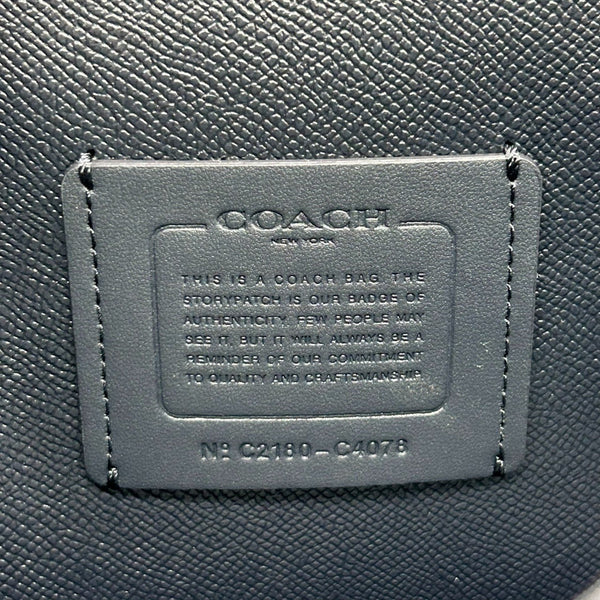 COACH
NEW YORK
THIS IS A COACH BAG. THE
STORYPATCH IS OUR BADGE OF
AUTHENTICITY. FEW PEOPLE MAY
SEE IT, BUT IT WILL ALWAYS BE A
REMINDER OF OUR COMMITMENT
TO QUALITY AND CRAFTSMANSHIP.
Nº C2180-C4078